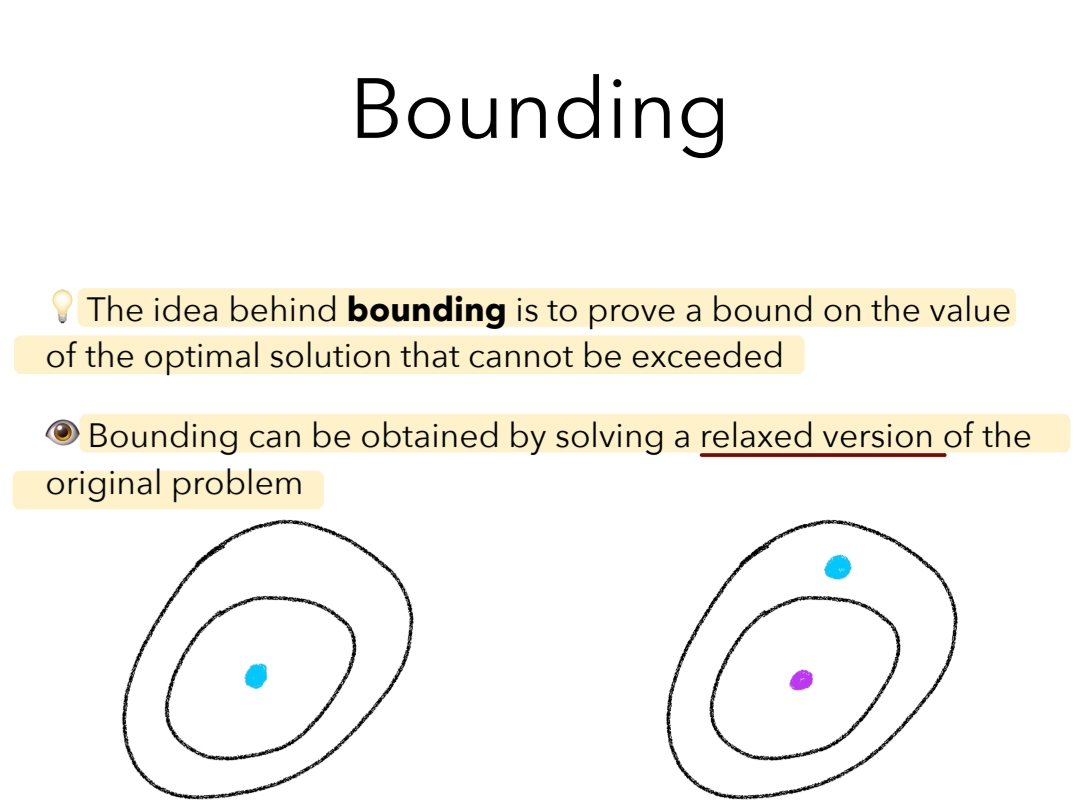 Bounding
💡 The idea behind bounding is to prove a bound on the value
of the optimal solution that cannot be exceeded
👁 Bounding can be obtained by solving a relaxed version of the
original problem